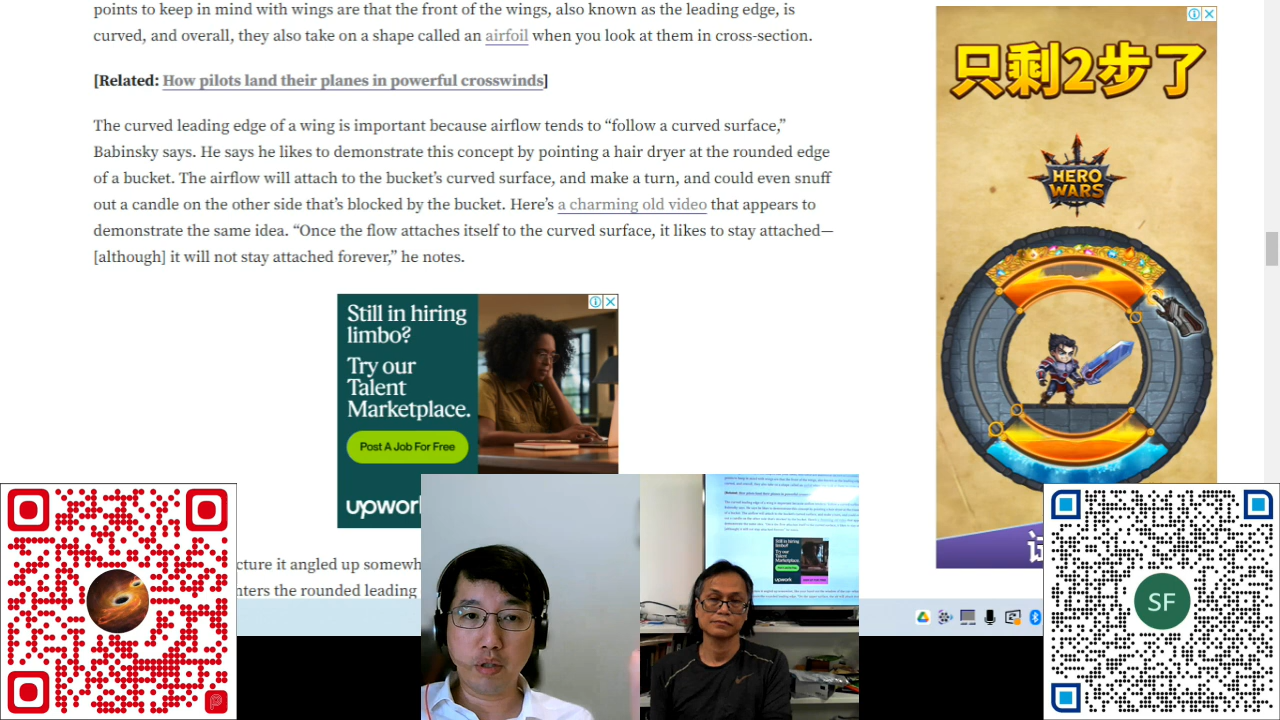 points to keep in mind with wings are that the front of the wings, also known as the leading edge, is
curved, and overall, they also take on a shape called an airfoil when you look at them in cross-section.
[Related: How pilots land their planes in powerful crosswinds]
The curved leading edge of a wing is important because airflow tends to “follow a curved surface,”
Babinsky says. He says he likes to demonstrate this concept by pointing a hair dryer at the rounded edge
of a bucket. The airflow will attach to the bucket’s curved surface, and make a turn, and could even snuff
out a candle on the other side that’s blocked by the bucket. Here’s a charming old video that appears to
demonstrate the same idea. “Once the flow attaches itself to the curved surface, it likes to stay attached—
[although] it will not stay attached forever,” he notes.
Still in hiring
limbo?
Try our
Talent
Marketplace.
Post A Job For Free
upwor
cture it angled up somewh
nters the rounded leading
只剩2步了
HERO
WARS
SF